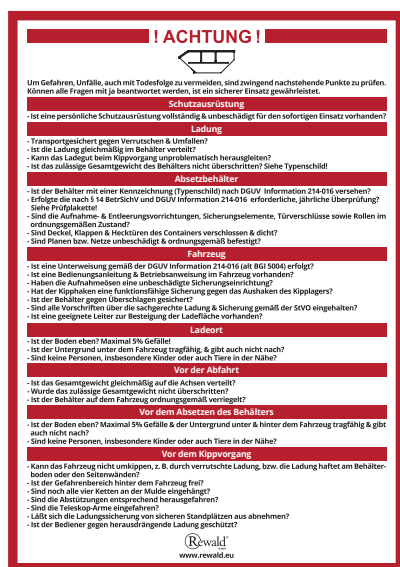 ! ACHTUNG !
Um Gefahren, Unfälle, auch mit Todesfolge zu vermeiden, sind zwingend nachstehende Punkte zu prüfen.
Können alle Fragen mit ja beantwortet werden, ist ein sicherer Einsatz gewährleistet.
Schutzausrüstung
- Ist eine persönliche Schutzausrüstung vollständig & unbeschädigt für den sofortigen Einsatz vorhanden?
Ladung
- Transportgesichert gegen Verrutschen & Umfallen?
- Ist die Ladung gleichmäßig im Behälter verteilt?
- Kann das Ladegut beim Kippvorgang unproblematisch herausgleiten?
- Ist das zulässige Gesamtgewicht des Behälters nicht überschritten? Siehe Typenschild!
Absetzbehälter
- Ist der Behälter mit einer Kennzeichnung (Typenschild) nach DGUV Information 214-016 versehen?
- Erfolgte die nach § 14 BetrSichV und DGUV Information 214-016 erforderliche, jährliche Überprüfung?
Siehe Prüfplakette!
- Sind die Aufnahme- & Entleerungsvorrichtungen, Sicherungselemente, Türverschlüsse sowie Rollen im
ordnungsgemäßen Zustand?
- Sind Deckel, Klappen & Hecktüren des Containers verschlossen & dicht?
- Sind Planen bzw. Netze unbeschädigt & ordnungsgemäß befestigt?
Fahrzeug
- Ist eine Unterweisung gemäß der DGUV Information 214-016 (alt BGI 5004) erfolgt?
- Ist eine Bedienungsanleitung & Betriebsanweisung im Fahrzeug vorhanden?
- Haben die Aufnahmeösen eine unbeschädigte Sicherungseinrichtung?
- Hat der Kipphaken eine funktionsfähige Sicherung gegen das Aushaken des Kipplagers?
- Ist der Behälter gegen Überschlagen gesichert?
- Sind alle Vorschriften über die sachgerechte Ladung & Sicherung gemäß der StVO eingehalten?
- Ist eine geeignete Leiter zur Besteigung der Ladefläche vorhanden?
Ladeort
- Ist der Boden eben? Maximal 5% Gefälle!
- Ist der Untergrund unter dem Fahrzeug tragfähig, & gibt auch nicht nach?
- Sind keine Personen, insbesondere Kinder oder auch Tiere in der Nähe?
Vor der Abfahrt
- Ist das Gesamtgewicht gleichmäßig auf die Achsen verteilt?
- Wurde das zulässige Gesamtgewicht nicht überschritten?
- Ist der Behälter auf dem Fahrzeug ordnungsgemäß verriegelt?
Vor dem Absetzen des Behälters
- Ist der Boden eben? Maximal 5% Gefälle & der Untergrund unter & hinter dem Fahrzeug tragfähig & gibt
auch nicht nach?
- Sind keine Personen, insbesondere Kinder oder auch Tiere in der Nähe?
Vor dem Kippvorgang
- Kann das Fahrzeug nicht umkippen, z. B. durch verrutschte Ladung, bzw. die Ladung haftet am Behälter-
boden oder den Seitenwänden?
- Ist der Gefahrenbereich hinter dem Fahrzeug frei?
- Sind noch alle vier Ketten an der Mulde eingehängt?
- Sind die Abstützungen entsprechend herausgefahren?
- Sind die Teleskop-Arme eingefahren?
- Läßt sich die Ladungssicherung von sicheren Standplätzen aus abnehmen?
- Ist der Bediener gegen herausdrängende Ladung geschützt?
Rewald
www.rewald.eu